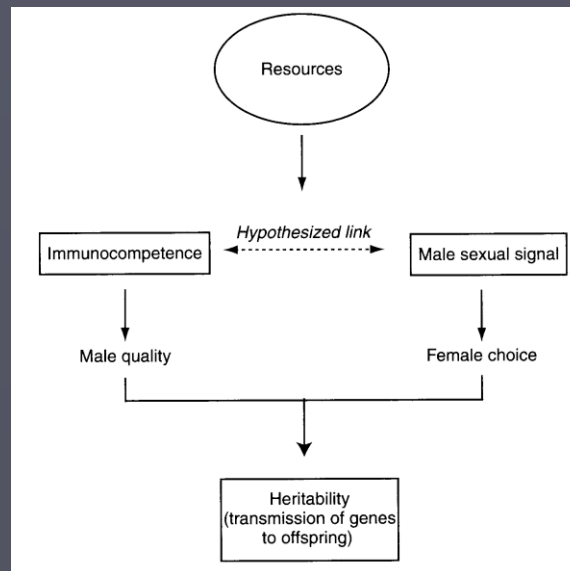 Resources
Hypothesized link
Immunocompetence
Male sexual signal
Male quality
Female choice
Heritability
(transmission of genes
to offspring)